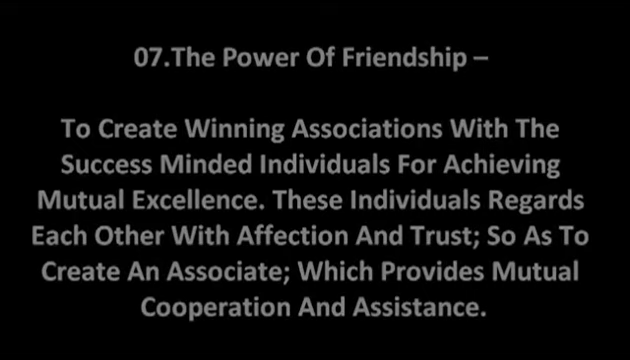 07.The Power Of Friendship –
To Create Winning Associations With The
Success Minded Individuals For Achieving
Mutual Excellence. These Individuals Regards
Each Other With Affection And Trust; So As To
Create An Associate; Which Provides Mutual
Cooperation And Assistance.